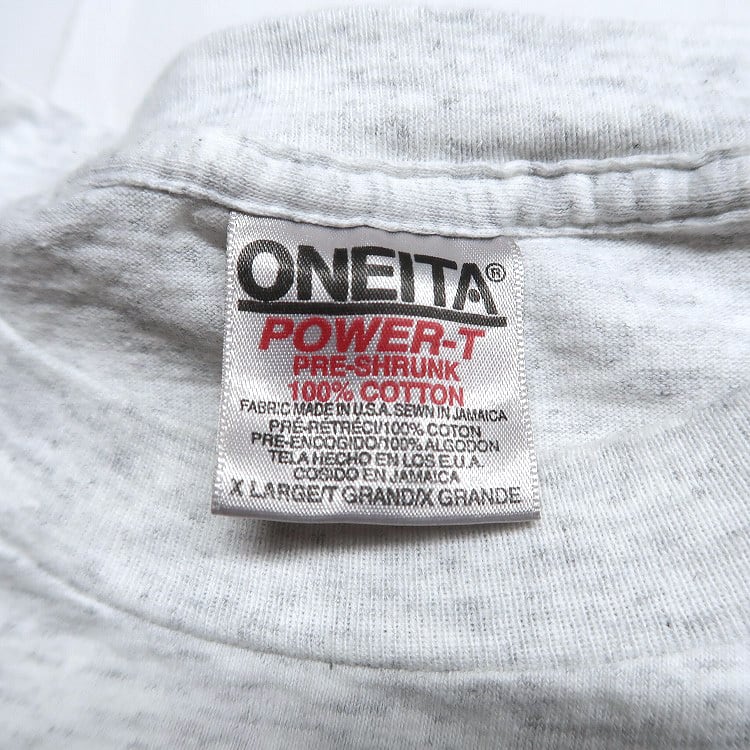 ONEITA®
POWER-T
PRE-SHRUNK
100% COTTON
FABRIC MADE IN U.S.A. SEWN IN JAMAICA
PRÉ-RÉTRÉCI/100% COTON
PRE-ENCOGIDO/100% ALGODON
TELA HECHO EN LOS E.U.A.
COSIDO EN JAMAICA
X LARGE/T GRAND/X GRANDE